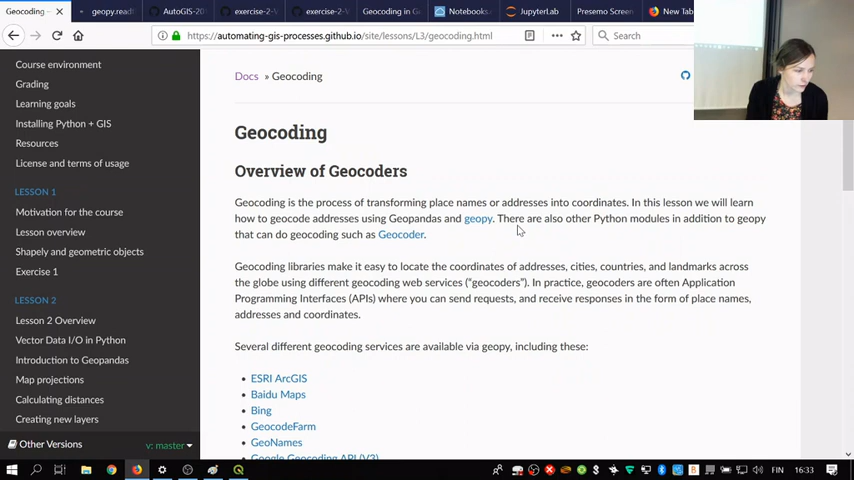 Geocoding —
geopy.readt
AutoGIS-20
exercise-2-
exercise-2-
Geocoding in G
Notebooks
JupyterLab
Presemo Screen
New Tab
https://automating-gis-processes.github.io/site/lessons/L3/geocoding.html
Search
Course environment
Grading
Learning goals
Installing Python + GIS
Resources
License and terms of usage
LESSON 1
Motivation for the course
Lesson overview
Shapely and geometric objects
Exercise 1
LESSON 2
Lesson 2 Overview
Vector Data I/O in Python
Introduction to Geopandas
Map projections
Calculating distances
Creating new layers
Other Versions
v: master
Docs » Geocoding
Geocoding
Overview of Geocoders
Geocoding is the process of transforming place names or addresses into coordinates. In this lesson we will learn
how to geocode addresses using Geopandas and geopy. There are also other Python modules in addition to geopy
that can do geocoding such as Geocoder.
Geocoding libraries make it easy to locate the coordinates of addresses, cities, countries, and landmarks across
the globe using different geocoding web services ("geocoders"). In practice, geocoders are often Application
Programming Interfaces (APIs) where you can send requests, and receive responses in the form of place names,
addresses and coordinates.
Several different geocoding services are available via geopy, including these:
• ESRI ArcGIS
• Baidu Maps
• Bing
• GeocodeFarm
• GeoNames
• Google Geocoding API (V3)
FIN
16:33